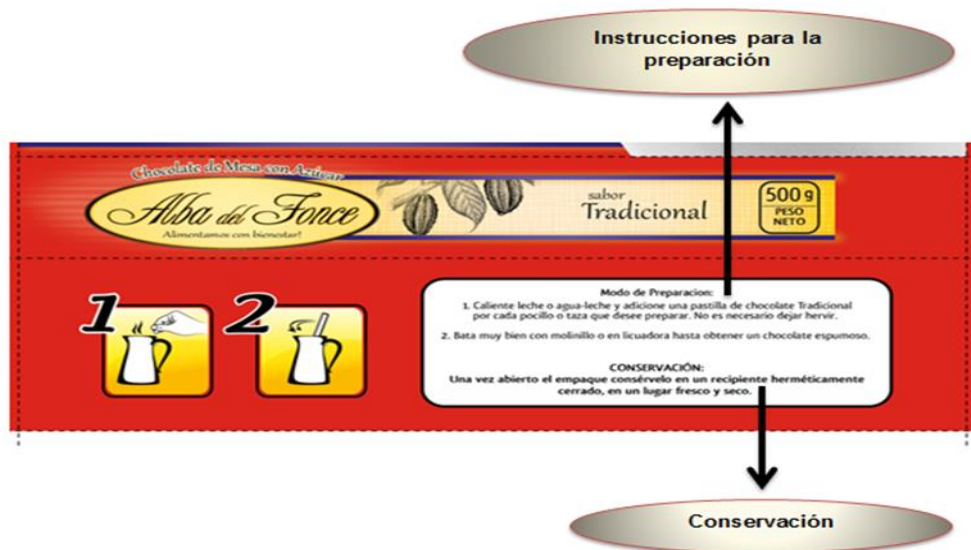 Instrucciones para la
preparación
Chocolate de Mesa con Azúcar
Alba del Fonce
Alimentamos con bienestar!
sabor
Tradicional
500 g
PESO
NETO
1
2
Modo de Preparacion:
1. Caliente leche o agua-leche y adicione una pastilla de chocolate Tradicional
por cada pocillo o taza que desee preparar. No es necesario dejar hervir.
2. Bata muy bien con molinillo o en licuadora hasta obtener un chocolate espumoso.
CONSERVACIÓN:
Una vez abierto el empaque consérvelo en un recipiente herméticamente
cerrado, en un lugar fresco y seco.
Conservación